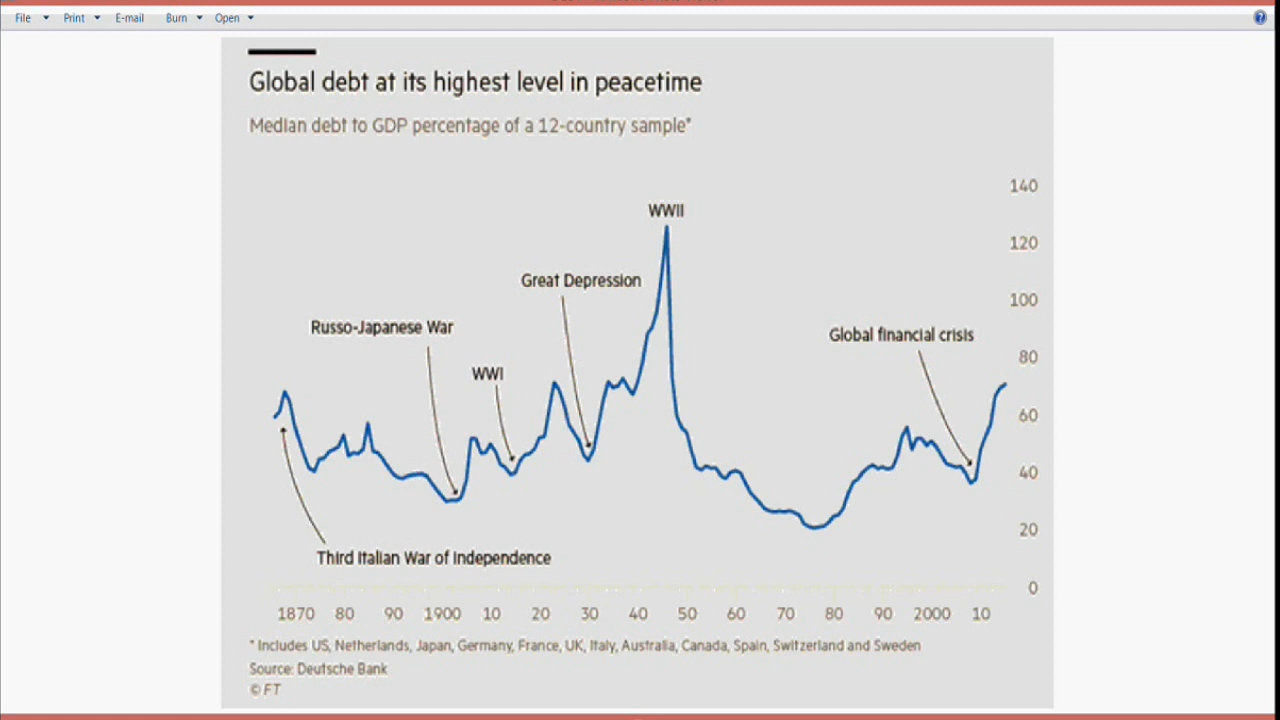 File Print E-mail Burn Open
Global debt at its highest level in peacetime
Median debt to GDP percentage of a 12-country sample*
140
WWII
120
Great Depression
100
Russo-Japanese War
Global financial crisis
80
WWI
60
40
20
Third Italian War of Independence
0
1870 80 90 1900 10 20 30 40 50 60 70 80 90 2000 10
* Includes US, Netherlands, Japan, Germany, France, UK, Italy, Australia, Canada, Spain, Switzerland and Sweden
Source: Deutsche Bank
© FT